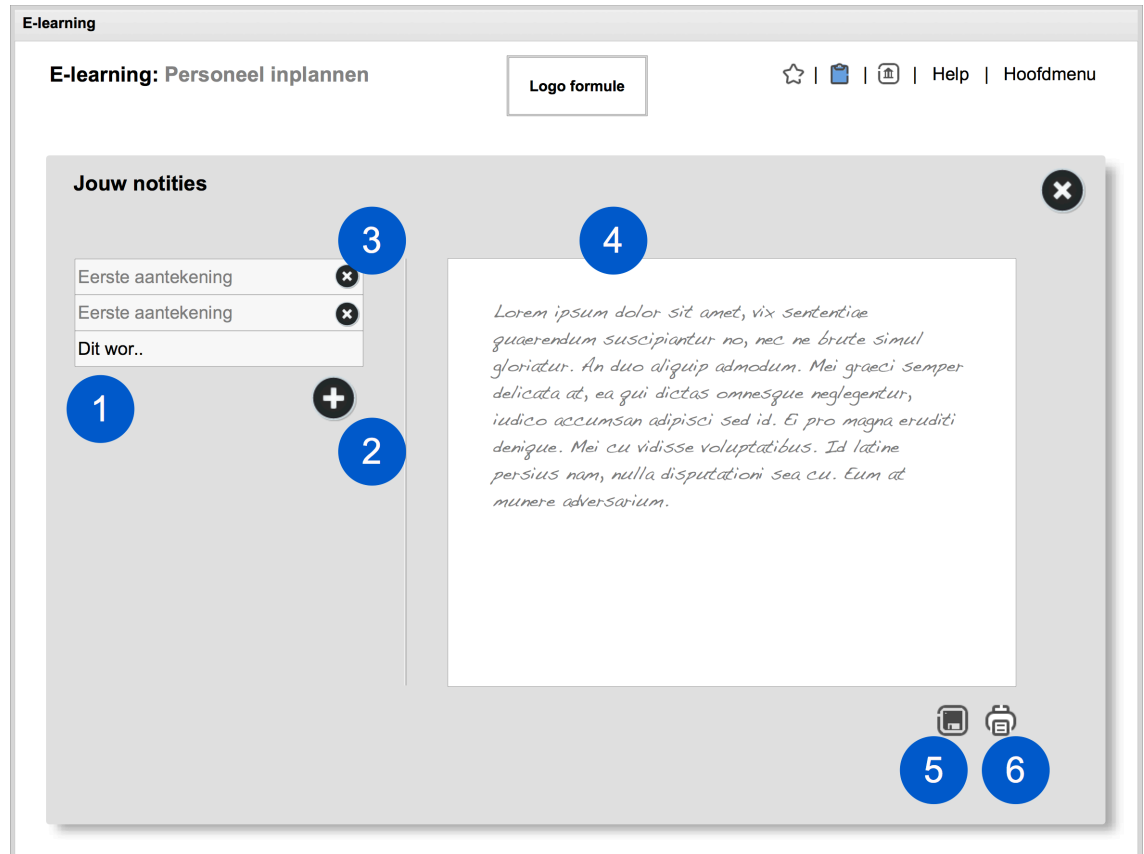 E-learning
E-learning: Personeel inplannen
Logo formule
| | | Help | Hoofdmenu
Jouw notities
3
4
Eerste aantekening
Eerste aantekening
Dit wor..
1
2
Lorem ipsum dolor sit amet, vix sententiae
quaerendum suscipiantur no, nec ne brute simul
gloriatur. An duo aliquip admodum. Mei graeci semper
delicata at, ea qui dictas omnesque neglegentur,
iudico accumsan adipisci sed id. Ei pro magna eruditi
denique. Mei cu vidisse voluptatibus. Id latine
persius nam, nulla disputationi sea cu. Eum at
munere adversarium.
5
6